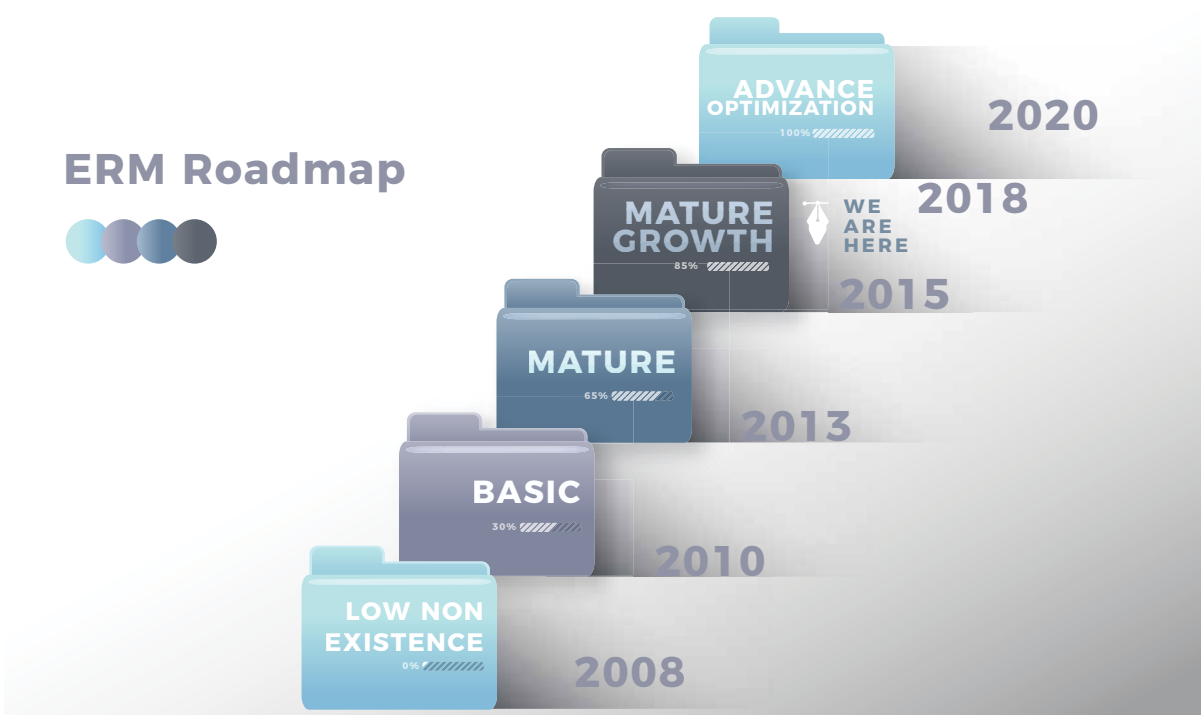 ERM Roadmap
ADVANCE
OPTIMIZATION
100%
2020
MATURE
GROWTH
85%
WE
ARE
HERE
2018
2015
MATURE
65%
2013
BASIC
30%
2010
LOW NON
EXISTENCE
0%
2008